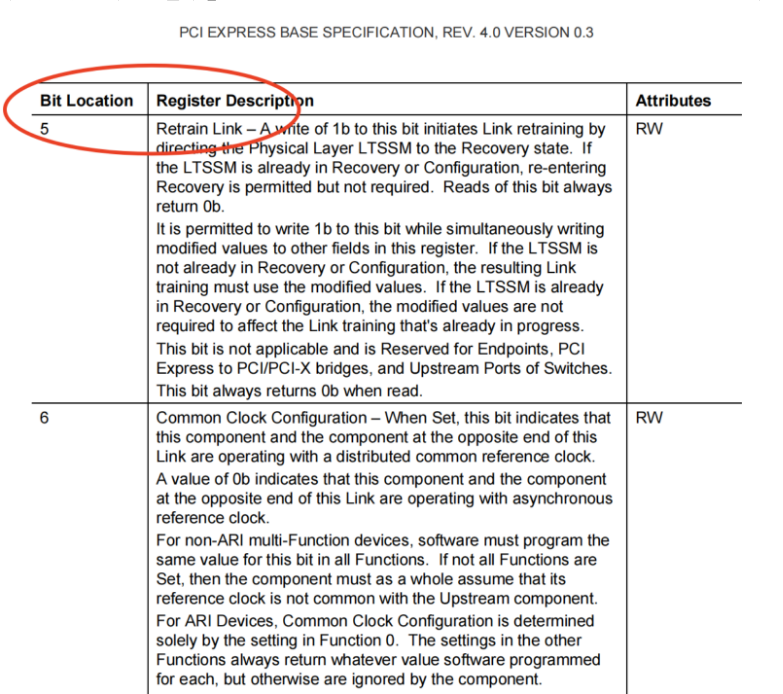 PCI EXPRESS BASE SPECIFICATION, REV. 4.0 VERSION 0.3
Bit Location Register Description Attributes
5 Retrain Link – A write of 1b to this bit initiates Link retraining by RW
directing the Physical Layer LTSSM to the Recovery state. If
the LTSSM is already in Recovery or Configuration, re-entering
Recovery is permitted but not required. Reads of this bit always
return 0b.
It is permitted to write 1b to this bit while simultaneously writing
modified values to other fields in this register. If the LTSSM is
not already in Recovery or Configuration, the resulting Link
training must use the modified values. If the LTSSM is already
in Recovery or Configuration, the modified values are not
required to affect the Link training that's already in progress.
This bit is not applicable and is Reserved for Endpoints, PCI
Express to PCI/PCI-X bridges, and Upstream Ports of Switches.
This bit always returns 0b when read.
6 Common Clock Configuration – When Set, this bit indicates that RW
this component and the component at the opposite end of this
Link are operating with a distributed common reference clock.
A value of 0b indicates that this component and the component
at the opposite end of this Link are operating with asynchronous
reference clock.
For non-ARI multi-Function devices, software must program the
same value for this bit in all Functions. If not all Functions are
Set, then the component must as a whole assume that its
reference clock is not common with the Upstream component.
For ARI Devices, Common Clock Configuration is determined
solely by the setting in Function 0. The settings in the other
Functions always return whatever value software programmed
for each, but otherwise are ignored by the component.